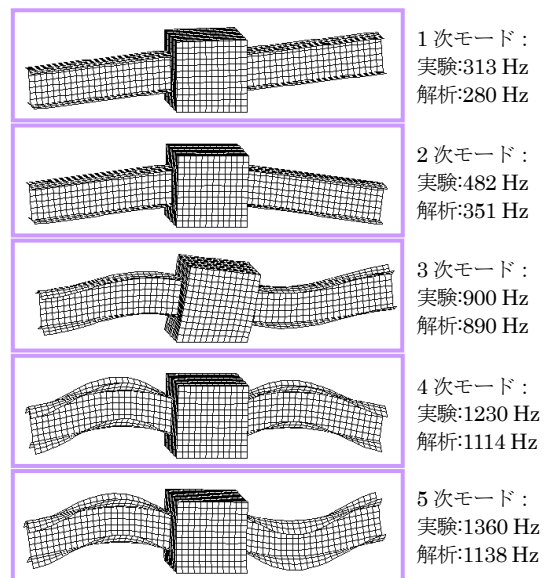 1 次モード：
実験:313 Hz
解析:280 Hz
2 次モード：
実験:482 Hz
解析:351 Hz
3 次モード：
実験:900 Hz
解析:890 Hz
4 次モード：
実験:1230 Hz
解析:1114 Hz
5 次モード：
実験:1360 Hz
解析:1138 Hz